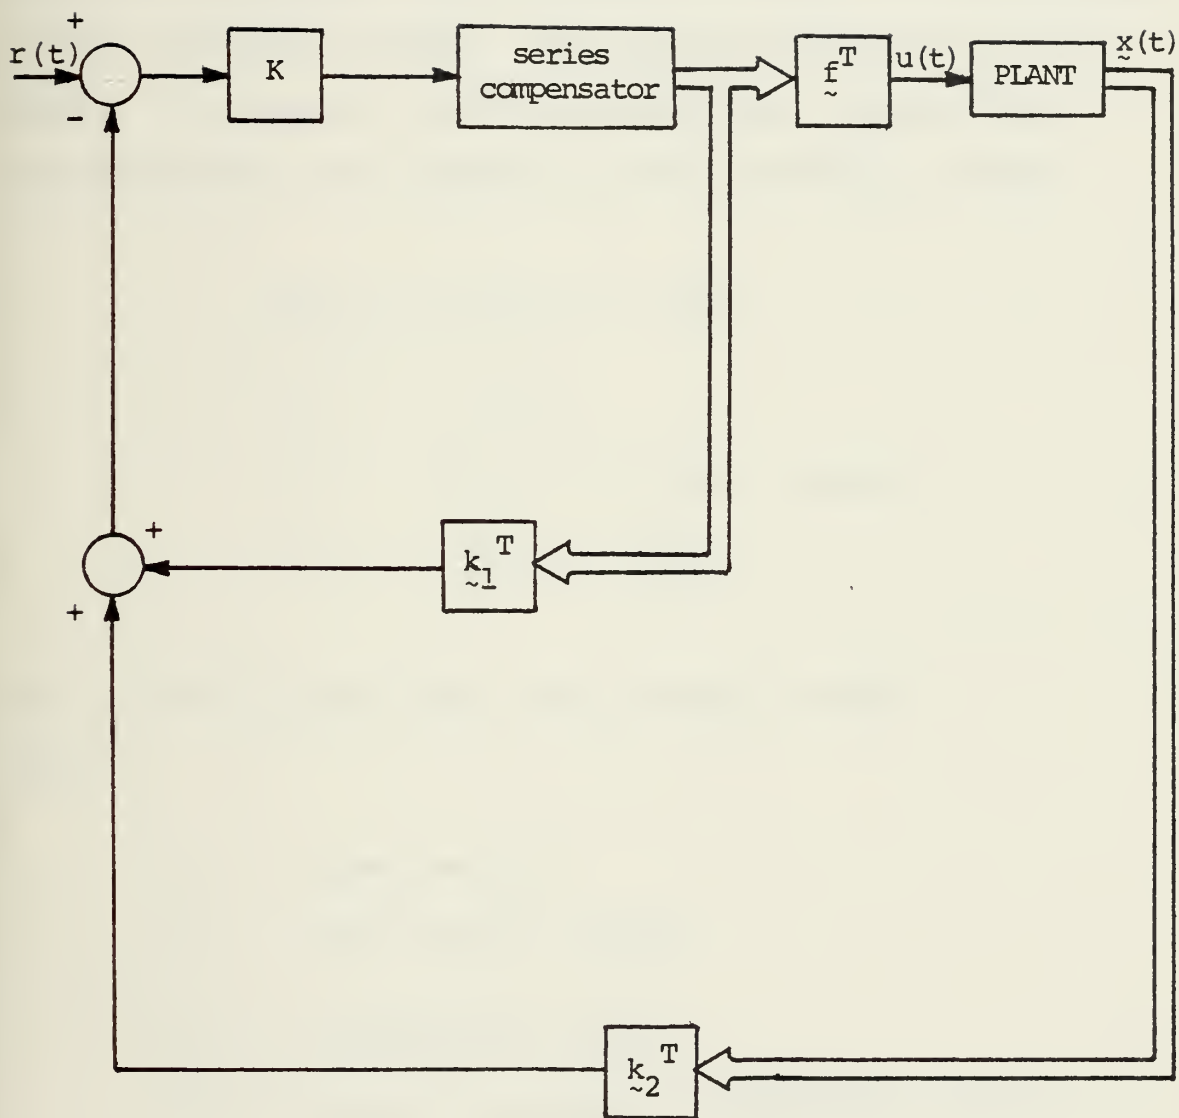 +
r(t)
-
K
series
compensator
f^T
u(t)
PLANT
x(t)
+
k_1^T
+
k_2^T